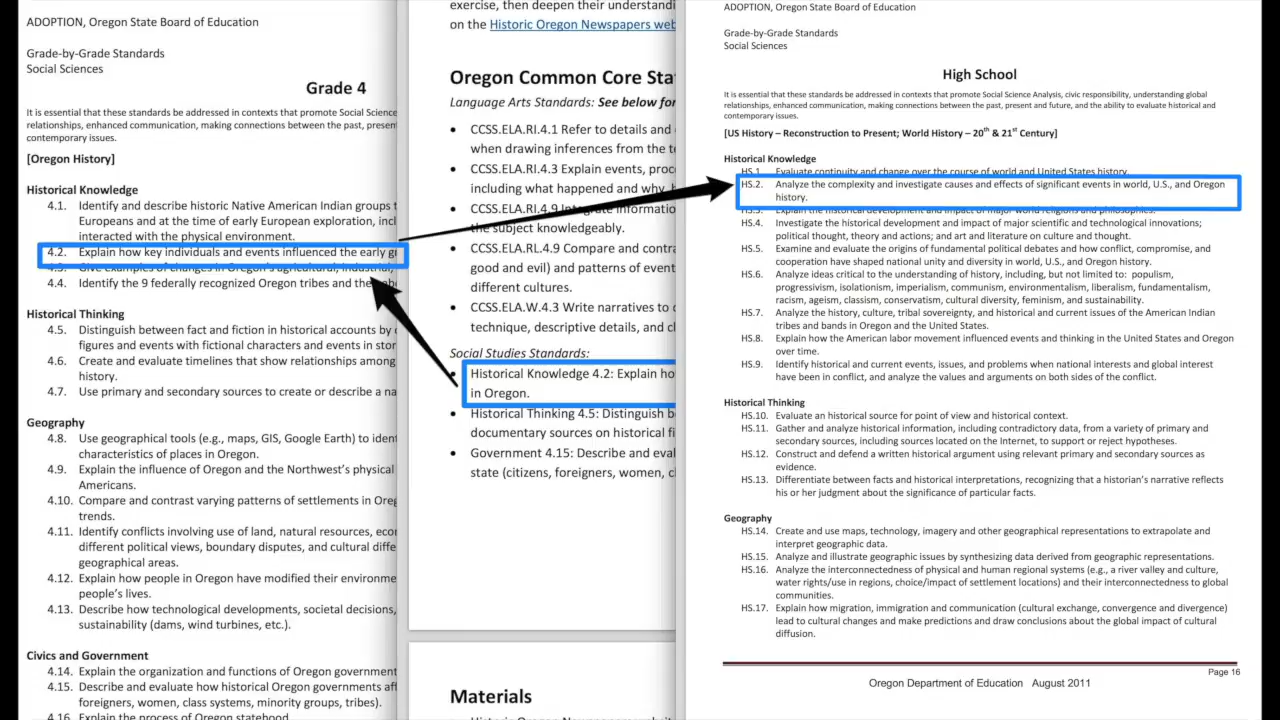 ADOPTION, Oregon State Board of Education
Grade-by-Grade Standards
Social Sciences
Grade 4
It is essential that these standards be addressed in contexts that promote Social Science
relationships, enhanced communication, making connections between the past, present
contemporary issues.
[Oregon History]
Historical Knowledge
4.1. Identify and describe historic Native American Indian groups
Europeans and at the time of early European exploration,
interacted with the physical environment.
4.2. Explain how key individuals and events influenced the early
4.3. Give examples of changes in Oregon's agricultural, industrial,
4.4. Identify the 9 federally recognized Oregon tribes and
Historical Thinking
4.5. Distinguish between fact and fiction in historical accounts by
figures and events with fictional characters and events in
4.6. Create and evaluate timelines that show relationships among
history.
4.7. Use primary and secondary sources to create or describe a
Geography
4.8. Use geographical tools (e.g., maps, GIS, Google Earth) to
characteristics of places in Oregon.
4.9. Explain the influence of Oregon and the Northwest's physical
Americans.
4.10. Compare and contrast varying patterns of settlements in
trends.
4.11. Identify conflicts involving use of land, natural resources,
different political views, boundary disputes, and cultural
geographical areas.
4.12. Explain how people in Oregon have modified their
people's lives.
4.13. Describe how technological developments, societal decisions,
sustainability (dams, wind turbines, etc.).
Civics and Government
4.14. Explain the organization and functions of Oregon government
4.15. Describe and evaluate how historical Oregon governments
foreigners, women, class systems, minority groups, tribes).
4.16. Explain the process of Oregon statehood
exercise, then deepen their
on the Historic Oregon Newspapers
Oregon Common Core
Language Arts Standards: See below for
• CCSS.ELA.RI.4.1 Refer to details and
when drawing inferences from the
• CCSS.ELA.RI.4.3 Explain events,
including what happened and why,
• CCSS.ELA.RI.4.9 Integrate
the subject knowledgeably.
• CCSS.ELA.RL.4.9 Compare and
good and evil) and patterns of
different cultures.
• CCSS.ELA.W.4.3 Write narratives to
technique, descriptive details, and
Social Studies Standards:
• Historical Knowledge 4.2: Explain
in Oregon.
• Historical Thinking 4.5: Distinguish
documentary sources on historical
• Government 4.15: Describe and
state (citizens, foreigners, women,
Materials
ADOPTION, Oregon State Board of Education
Grade-by-Grade Standards
Social Sciences
High School
It is essential that these standards be addressed in contexts that promote Social Science Analysis, civic responsibility, understanding global
relationships, enhanced communication, making connections between the past, present and future, and the ability to evaluate historical and
contemporary issues.
[US History – Reconstruction to Present; World History – 20th & 21st Century]
Historical Knowledge
HS.1. Evaluate continuity and change over the course of world and United States history.
HS.2. Analyze the complexity and investigate causes and effects of significant events in world, U.S., and Oregon
history.
HS.3. Explain the historical development and impact of major world religions and philosophies.
HS.4. Investigate the historical development and impact of major scientific and technological innovations;
political thought, theory and actions; and art and literature on culture and thought.
HS.5. Examine and evaluate the origins of fundamental political debates and how conflict, compromise, and
cooperation have shaped national unity and diversity in world, U.S., and Oregon history.
HS.6. Analyze ideas critical to the understanding of history, including, but not limited to: populism,
progressivism, isolationism, imperialism, communism, environmentalism, liberalism, fundamentalism,
racism, ageism, classism, conservatism, cultural diversity, feminism, and sustainability.
HS.7. Analyze the history, culture, tribal sovereignty, and historical and current issues of the American Indian
tribes and bands in Oregon and the United States.
HS.8. Explain how the American labor movement influenced events and thinking in the United States and Oregon
over time.
HS.9. Identify historical and current events, issues, and problems when national interests and global interest
have been in conflict, and analyze the values and arguments on both sides of the conflict.
Historical Thinking
HS.10. Evaluate an historical source for point of view and historical context.
HS.11. Gather and analyze historical information, including contradictory data, from a variety of primary and
secondary sources, including sources located on the Internet, to support or reject hypotheses.
HS.12. Construct and defend a written historical argument using relevant primary and secondary sources as
evidence.
HS.13. Differentiate between facts and historical interpretations, recognizing that a historian's narrative reflects
his or her judgment about the significance of particular facts.
Geography
HS.14. Create and use maps, technology, imagery and other geographical representations to extrapolate and
interpret geographic data.
HS.15. Analyze and illustrate geographic issues by synthesizing data derived from geographic representations.
HS.16. Analyze the interconnectedness of physical and human regional systems (e.g., a river valley and culture,
water rights/use in regions, choice/impact of settlement locations) and their interconnectedness to global
communities.
HS.17. Explain how migration, immigration and communication (cultural exchange, convergence and divergence)
lead to cultural changes and make predictions and draw conclusions about the global impact of cultural
diffusion.
Page 16
Oregon Department of Education August 2011